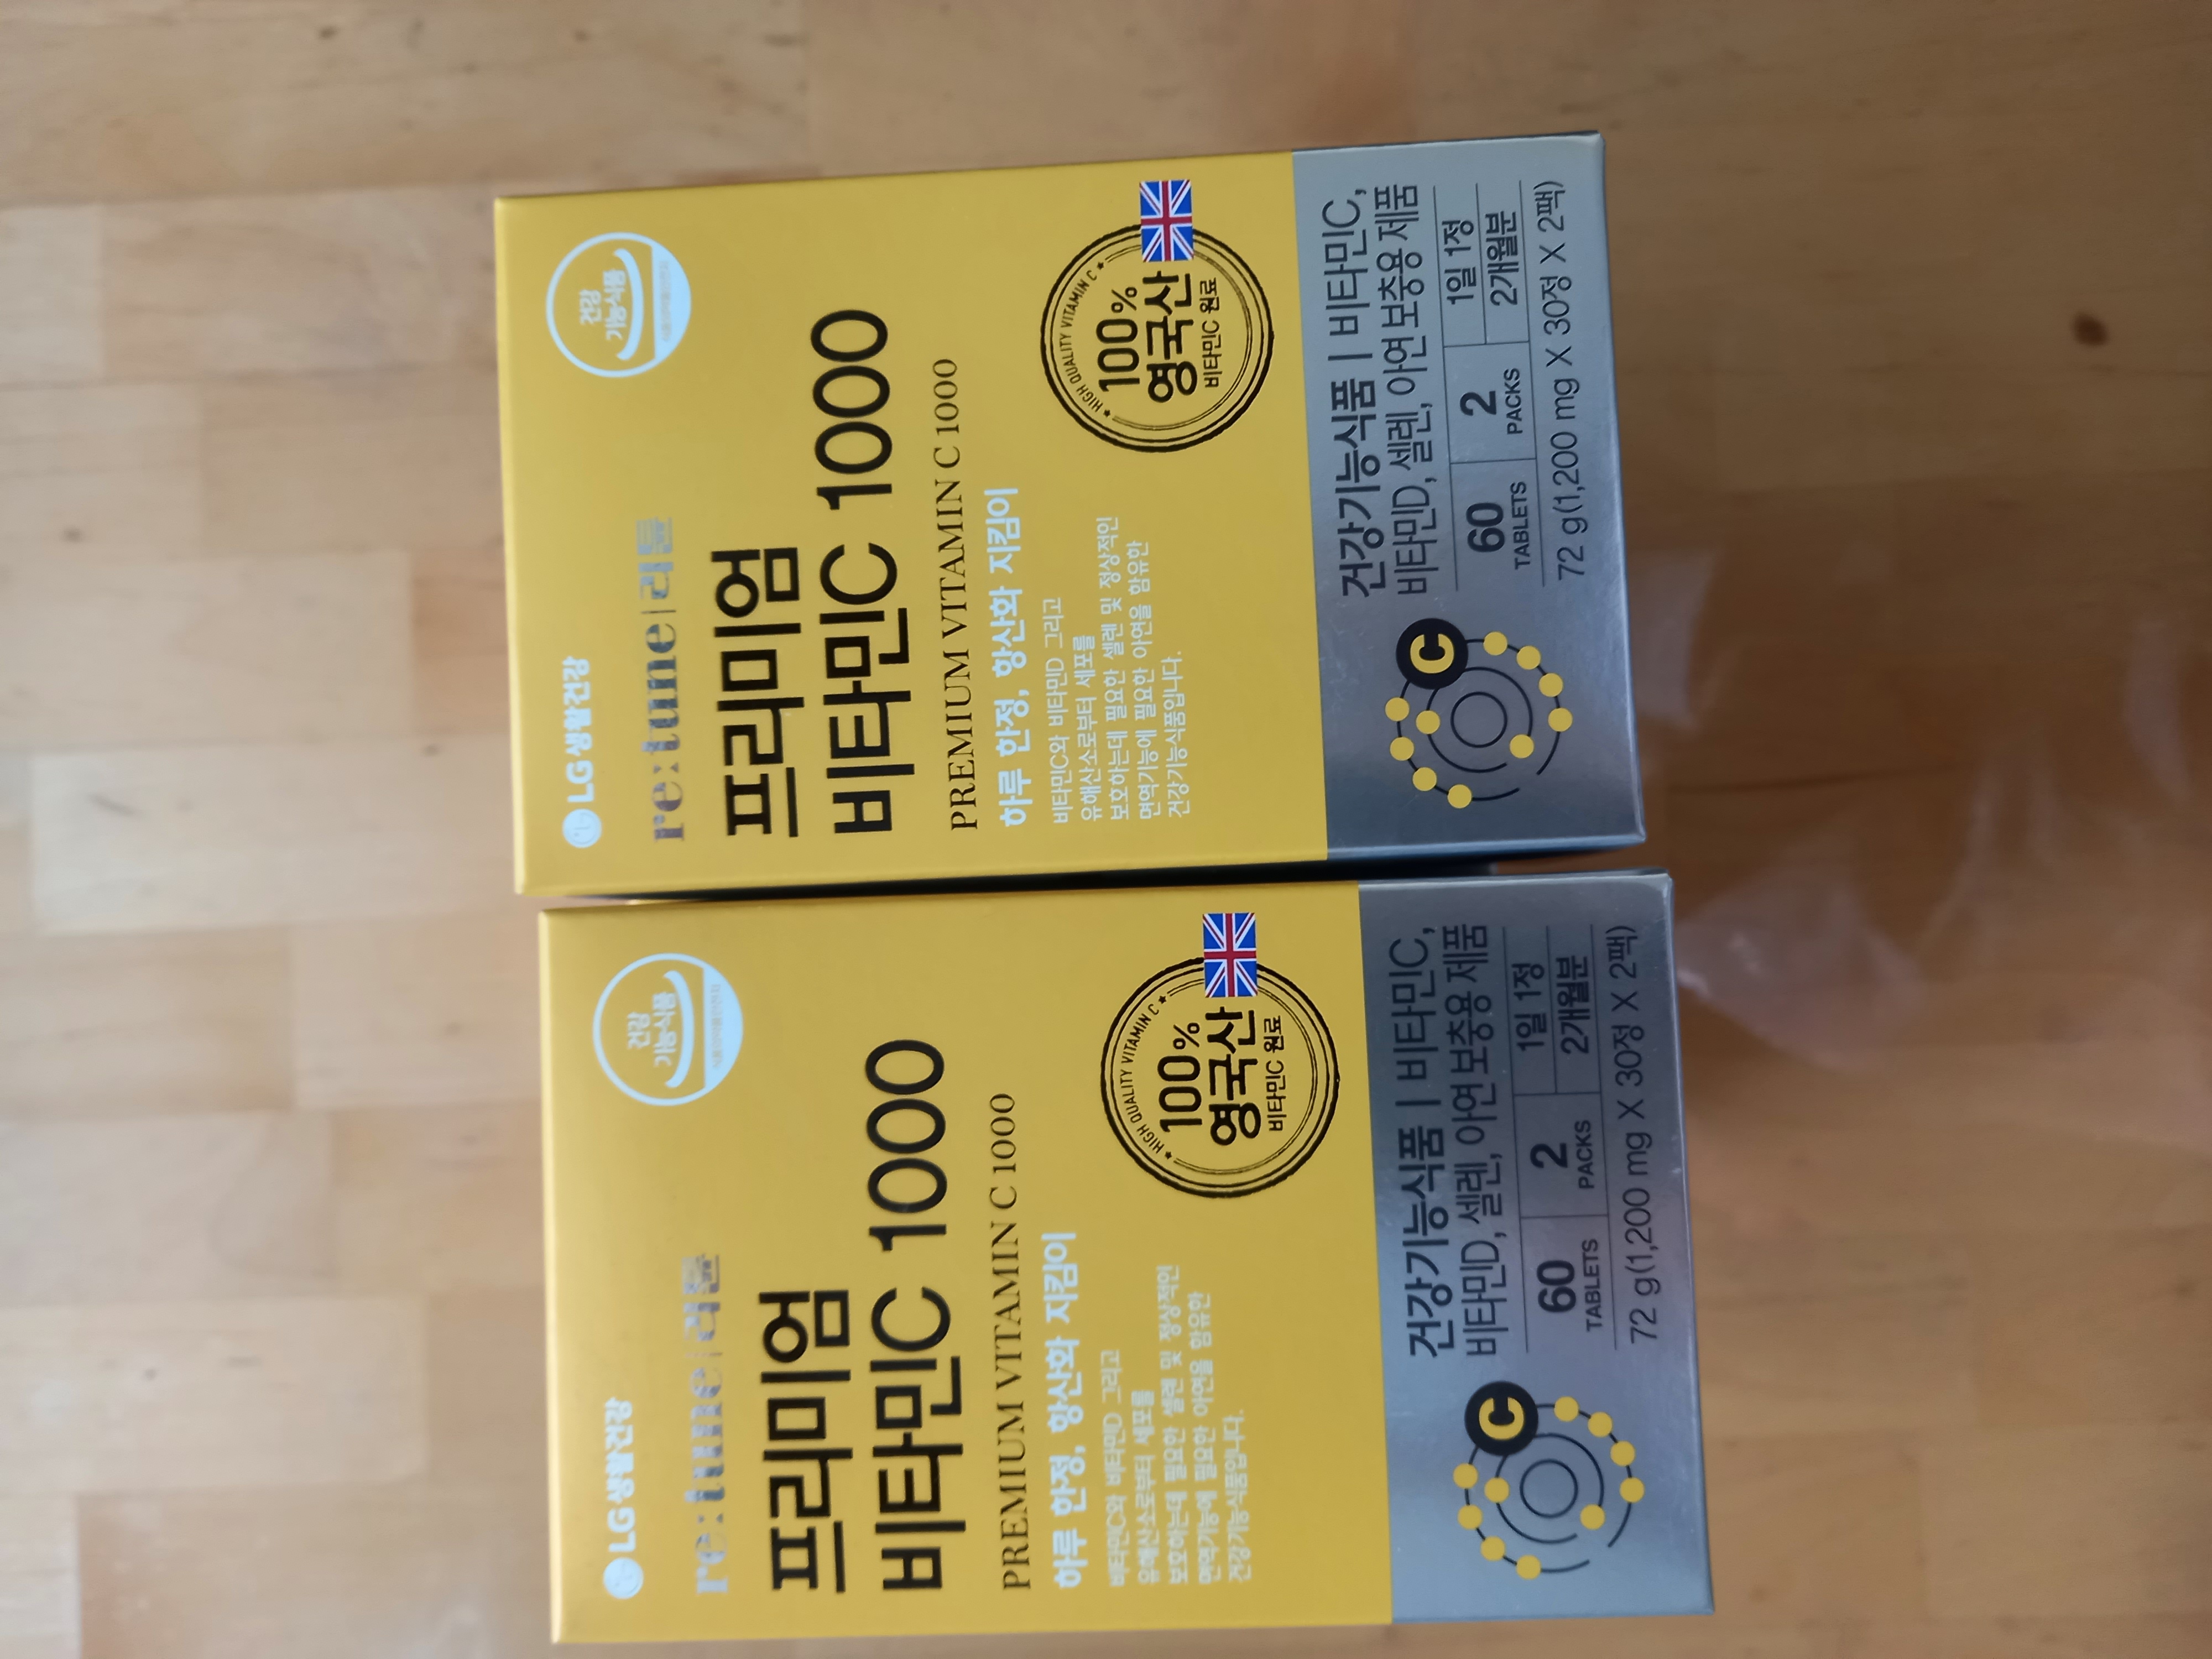 LG생활건강
건강
기능식품
re:tune|리튠
프리미엄
비타민C 1000
PREMIUM VITAMIN C 1000
하루 한정, 항산화 지킴이
비타민C와 비타민D 그리고
유해산소로부터 세포를
보호하는데 필요한 셀렌 및 정상적인
면역기능에 필요한 아연을 함유한
건강기능식품입니다.
HIGH QUALITY VITAMIN C
100%
영국산
비타민C 원료
C
건강기능식품 | 비타민C,
비타민D, 셀렌, 아연 보충용 제품
60
TABLETS
2
PACKS
1일 1정
2개월분
72 g(1,200 mg X 30정 X 2팩)
LG생활건강
건강
기능식품
re:tune|리튠
프리미엄
비타민C 1000
PREMIUM VITAMIN C 1000
하루 한정, 항산화 지킴이
비타민C와 비타민D 그리고
유해산소로부터 세포를
보호하는데 필요한 셀렌 및 정상적인
면역기능에 필요한 아연을 함유한
건강기능식품입니다.
HIGH QUALITY VITAMIN C
100%
영국산
비타민C 원료
C
건강기능식품 | 비타민C,
비타민D, 셀렌, 아연 보충용 제품
60
TABLETS
2
PACKS
1일 1정
2개월분
72 g(1,200 mg X 30정 X 2팩)